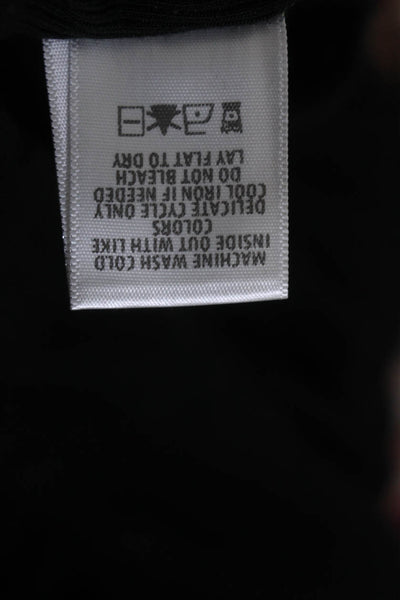 MACHINE WASH COLD
INSIDE OUT WITH LIKE
COLORS
DELICATE CYCLE ONLY
COOL IRON IF NEEDED
DO NOT BLEACH
LAY FLAT TO DRY